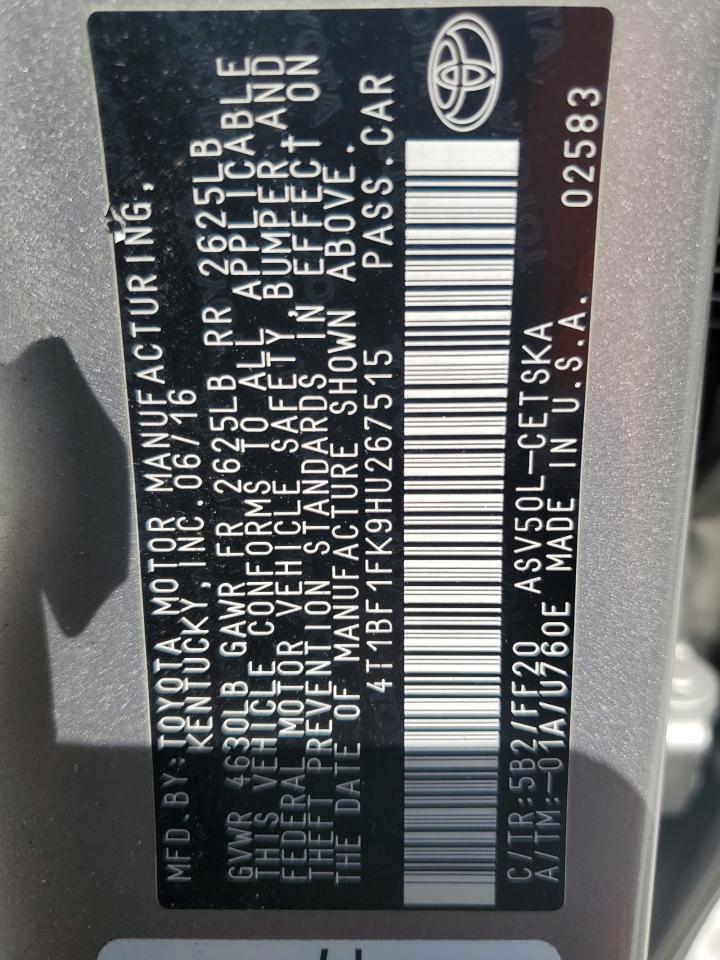 MFD.BY:TOYOTA MOTOR MANUFACTURING,
KENTUCKY,INC.06/16
GVWR 4630LB GAWR FR 2625LB RR 2625LB
THIS VEHICLE CONFORMS TO ALL APPLICABLE
FEDERAL MOTOR VEHICLE SAFETY,BUMPER AND
THEFT PREVENTION STANDARDS IN EFFECT ON
THE DATE OF MANUFACTURE SHOWN ABOVE.
4T1BF1FK9HU267515 PASS.CAR
C/TR:5B2/FF20 ASV50L-CETSKA 02583
A/TM:-01A/U760E MADE IN U.S.A.